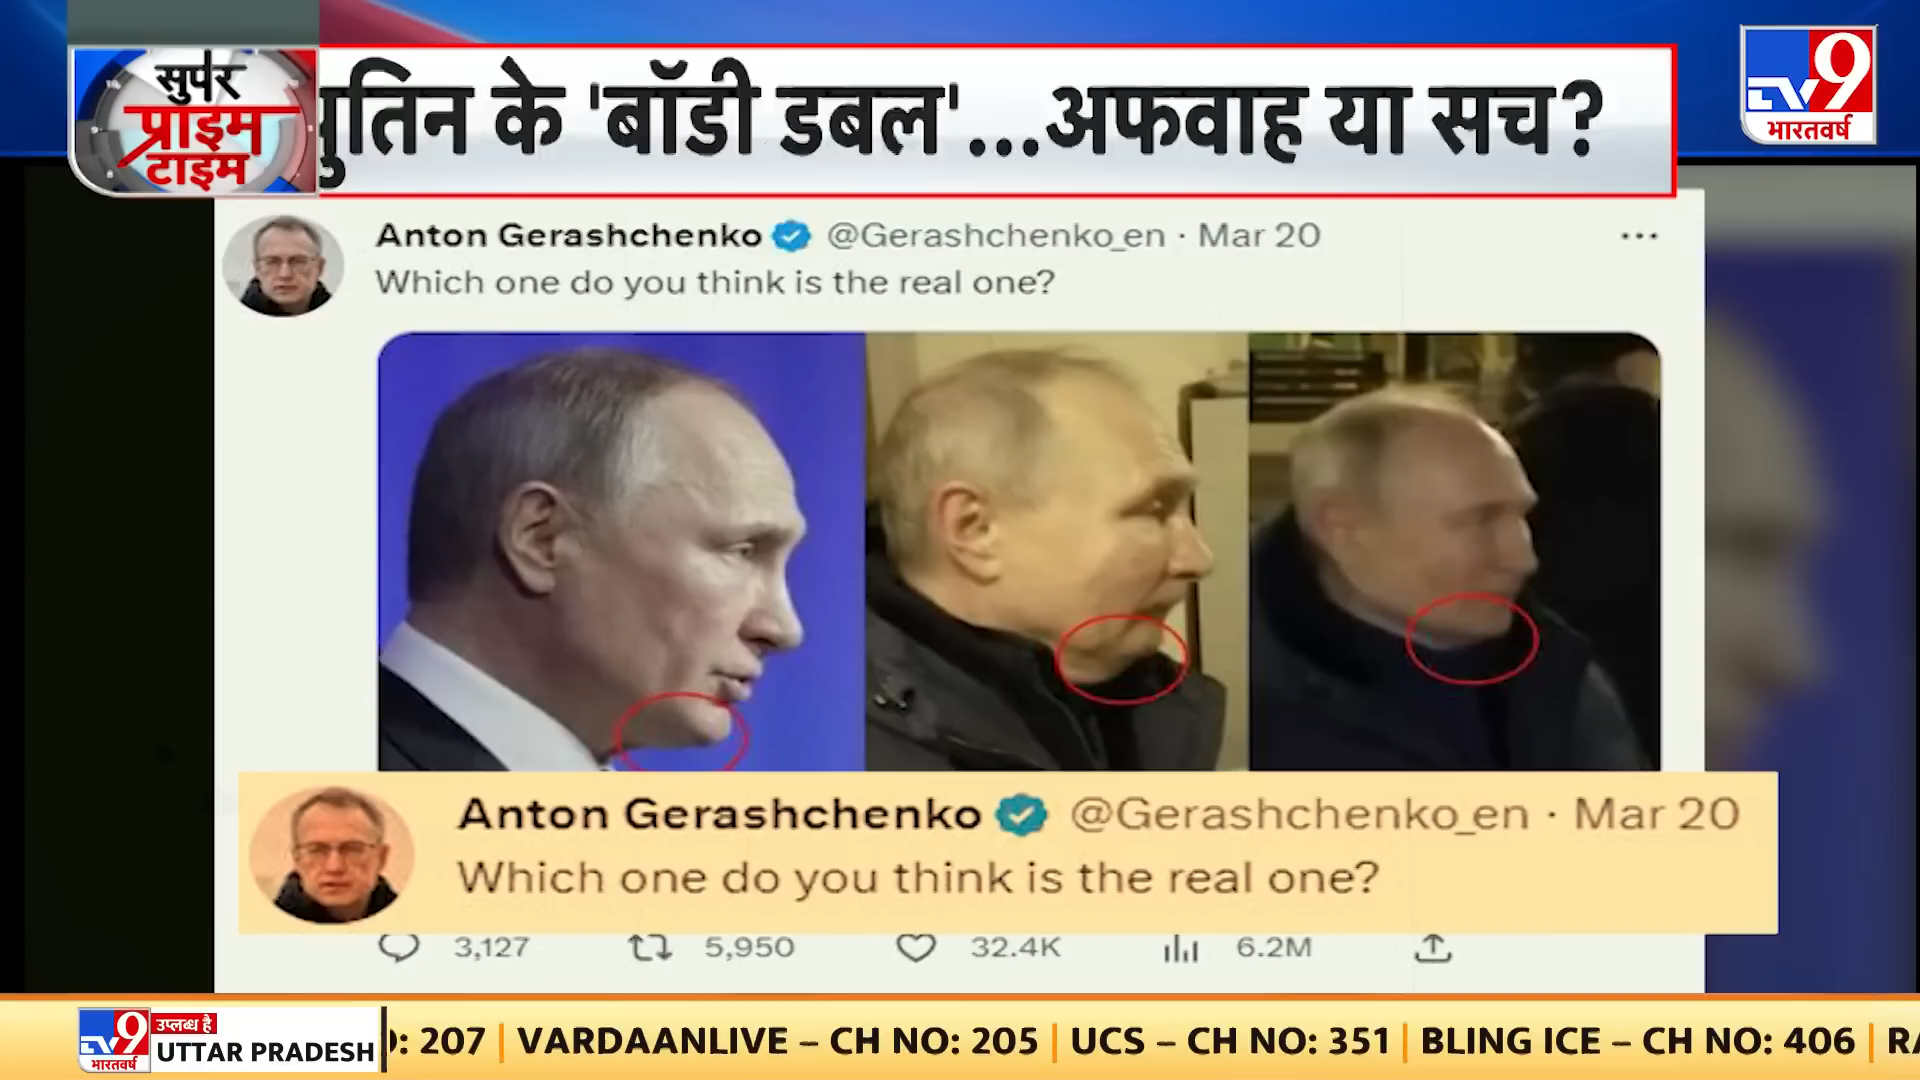 सुपर
प्राइम
टाइम
पुतिन के 'बॉडी डबल'...अफवाह या सच?
TV9
भारतवर्ष
Anton Gerashchenko @Gerashchenko_en · Mar 20
Which one do you think is the real one?
Anton Gerashchenko @Gerashchenko_en · Mar 20
Which one do you think is the real one?
3,127 5,950 32.4K 6.2M
TV9
भारतवर्ष
उप्लब्ध है
UTTAR PRADESH
: 207 | VARDAANLIVE – CH NO: 205 | UCS – CH NO: 351 | BLING ICE – CH NO: 406 |